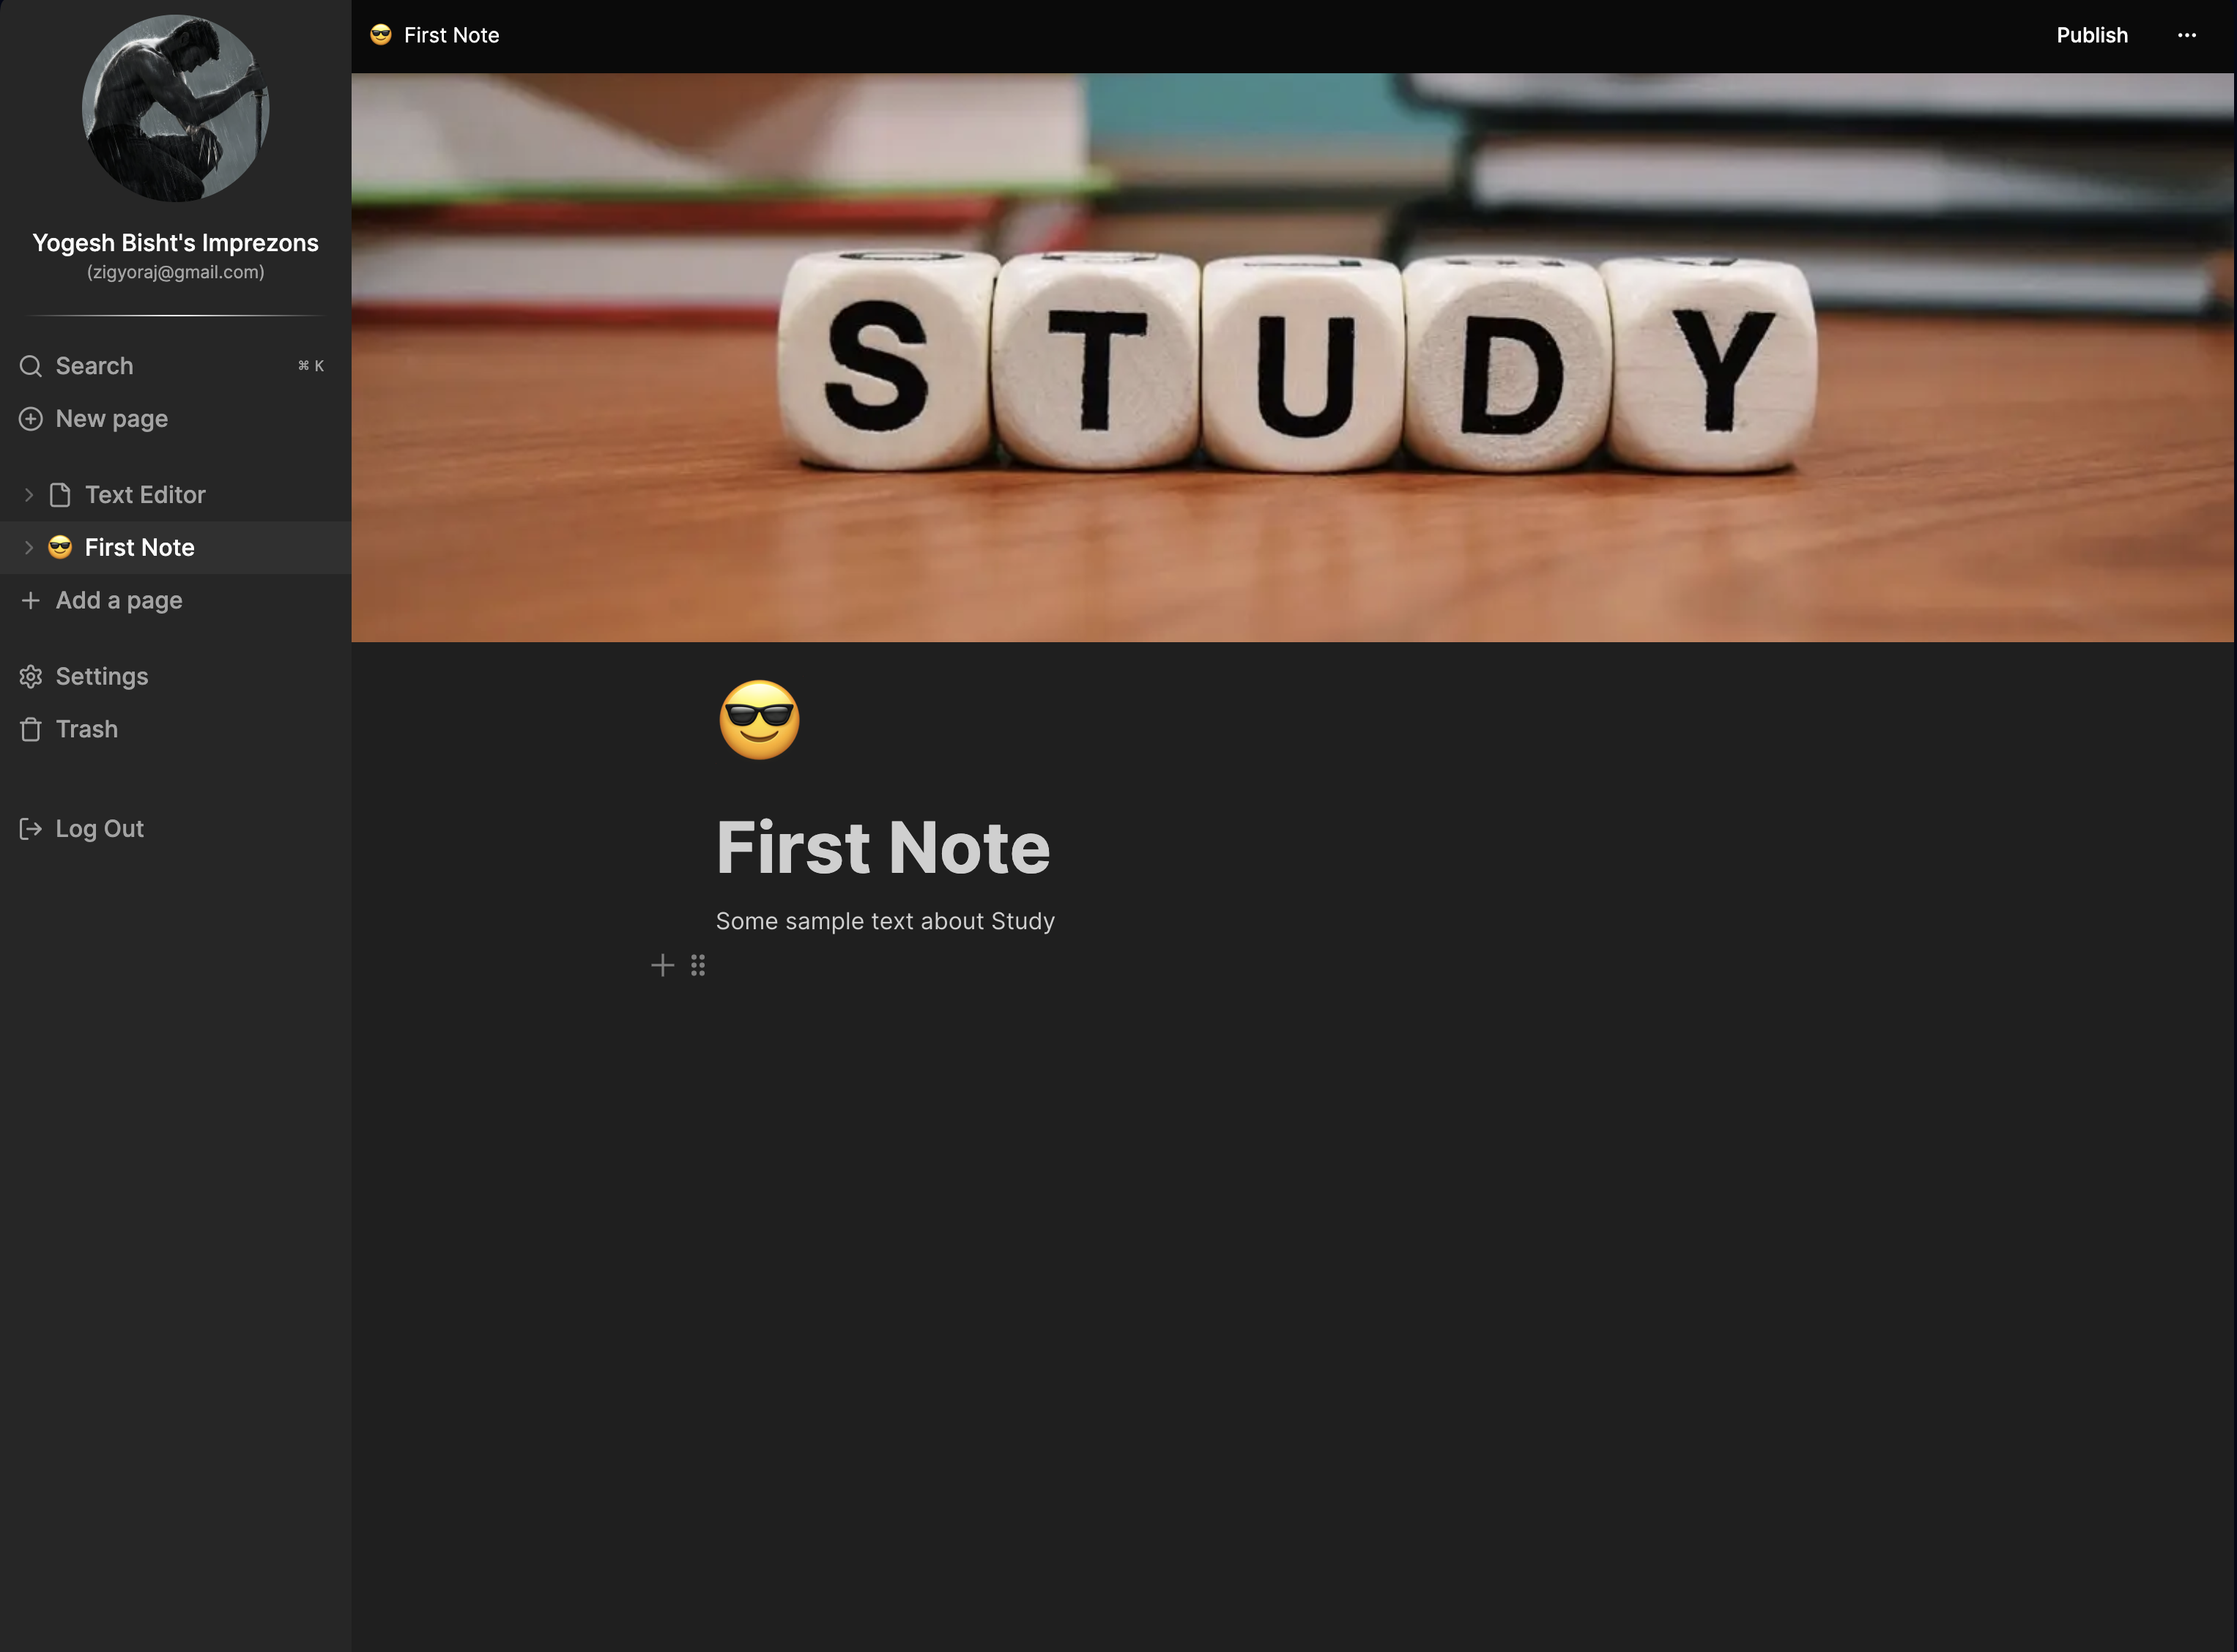 Yogesh Bisht's Imprezons
(zigyoraj@gmail.com)
Search ⌘ K
New page
Text Editor
😎 First Note
Add a page
Settings
Trash
Log Out
😎 First Note
Publish
STUDY
😎
First Note
Some sample text about Study